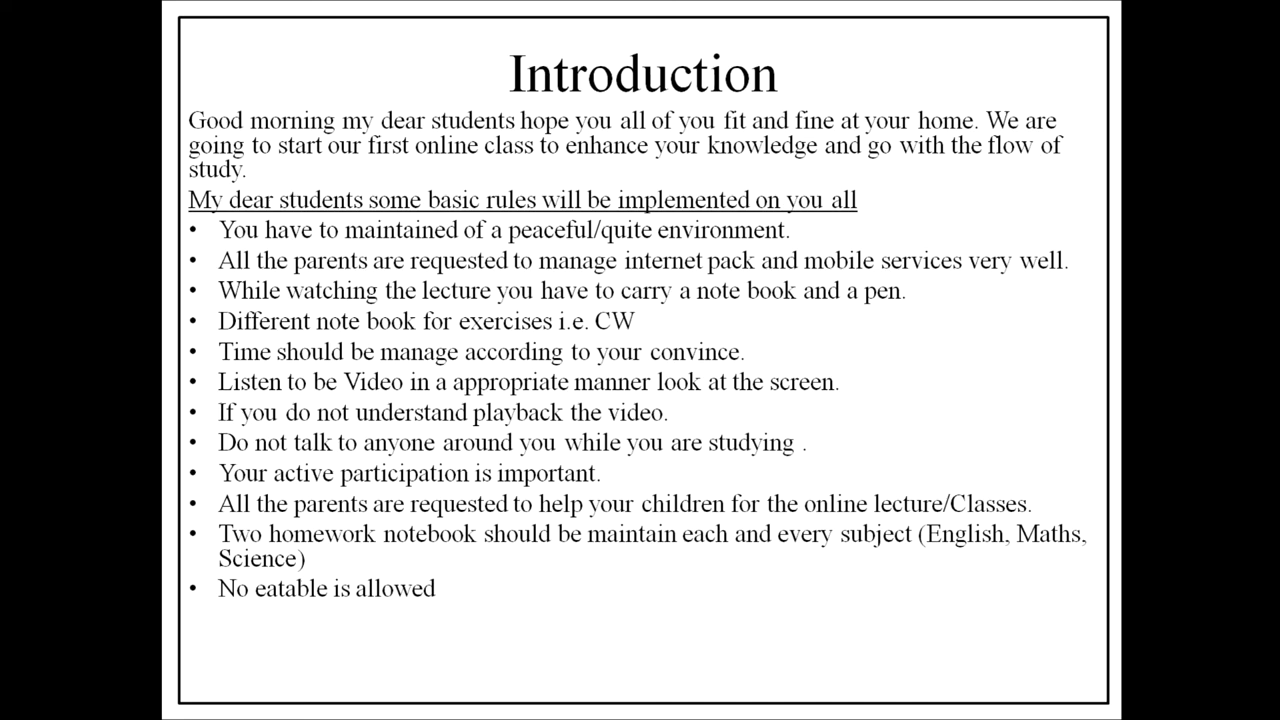 Introduction
Good morning my dear students hope you all of you fit and fine at your home. We are
going to start our first online class to enhance your knowledge and go with the flow of
study.
My dear students some basic rules will be implemented on you all
• You have to maintained of a peaceful/quite environment.
• All the parents are requested to manage internet pack and mobile services very well.
• While watching the lecture you have to carry a note book and a pen.
• Different note book for exercises i.e. CW
• Time should be manage according to your convince.
• Listen to be Video in a appropriate manner look at the screen.
• If you do not understand playback the video.
• Do not talk to anyone around you while you are studying .
• Your active participation is important.
• All the parents are requested to help your children for the online lecture/Classes.
• Two homework notebook should be maintain each and every subject (English, Maths,
Science)
• No eatable is allowed